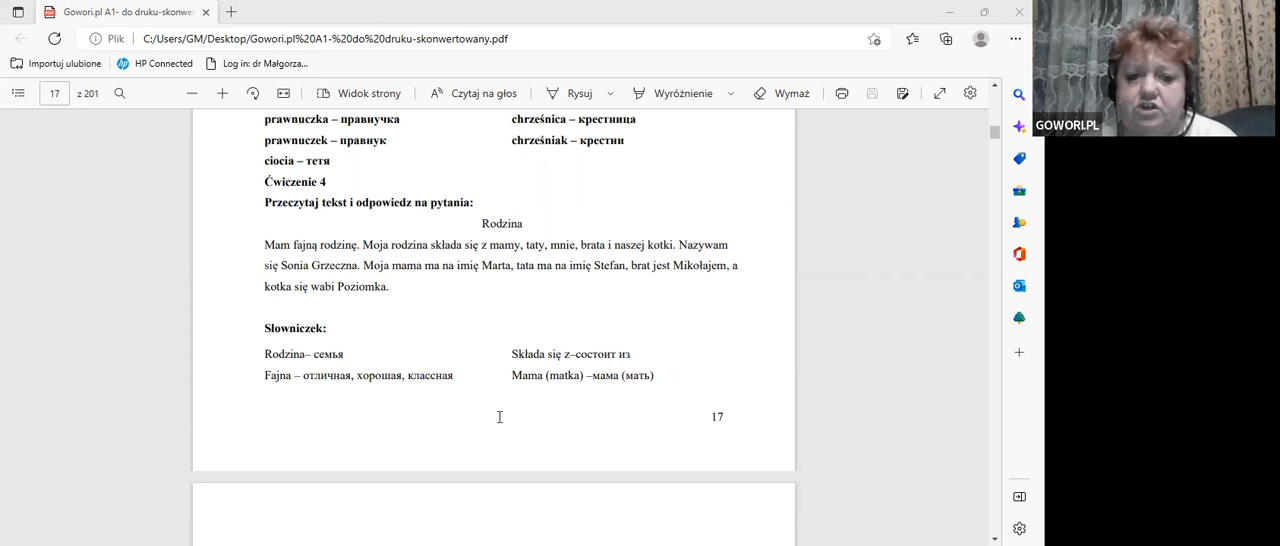 Gowori.pl A1- do druku-skonwer
Plik
C:/Users/GM/Desktop/Gowori.pl%20A1-%20do%20druku-skonwertowany.pdf
Importuj ulubione
HP Connected
Log in: dr Małgorza...
17
z 201
Widok strony
Czytaj na głos
Rysuj
Wyróżnienie
Wymaż
GOWORI.PL
prawnuczka – правнучка
chrześnica – крестница
prawnuczek – правнук
chrześniak – крестни
ciocia – тетя
Ćwiczenie 4
Przeczytaj tekst i odpowiedz na pytania:
Rodzina
Mam fajną rodzinę. Moja rodzina składa się z mamy, taty, mnie, brata i naszej kotki. Nazywam
się Sonia Grzeczna. Moja mama ma na imię Marta, tata ma na imię Stefan, brat jest Mikołajem, a
kotka się wabi Poziomka.
Słowniczek:
Rodzina– семья
Składa się z–состоит из
Fajna – отличная, хорошая, классная
Mama (matka) –мама (мать)
17